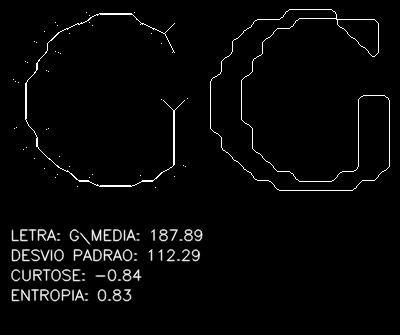 G G
LETRA: G\MEDIA: 187.89
DESVIO PADRAO: 112.29
CURTOSE: -0.84
ENTROPIA: 0.83